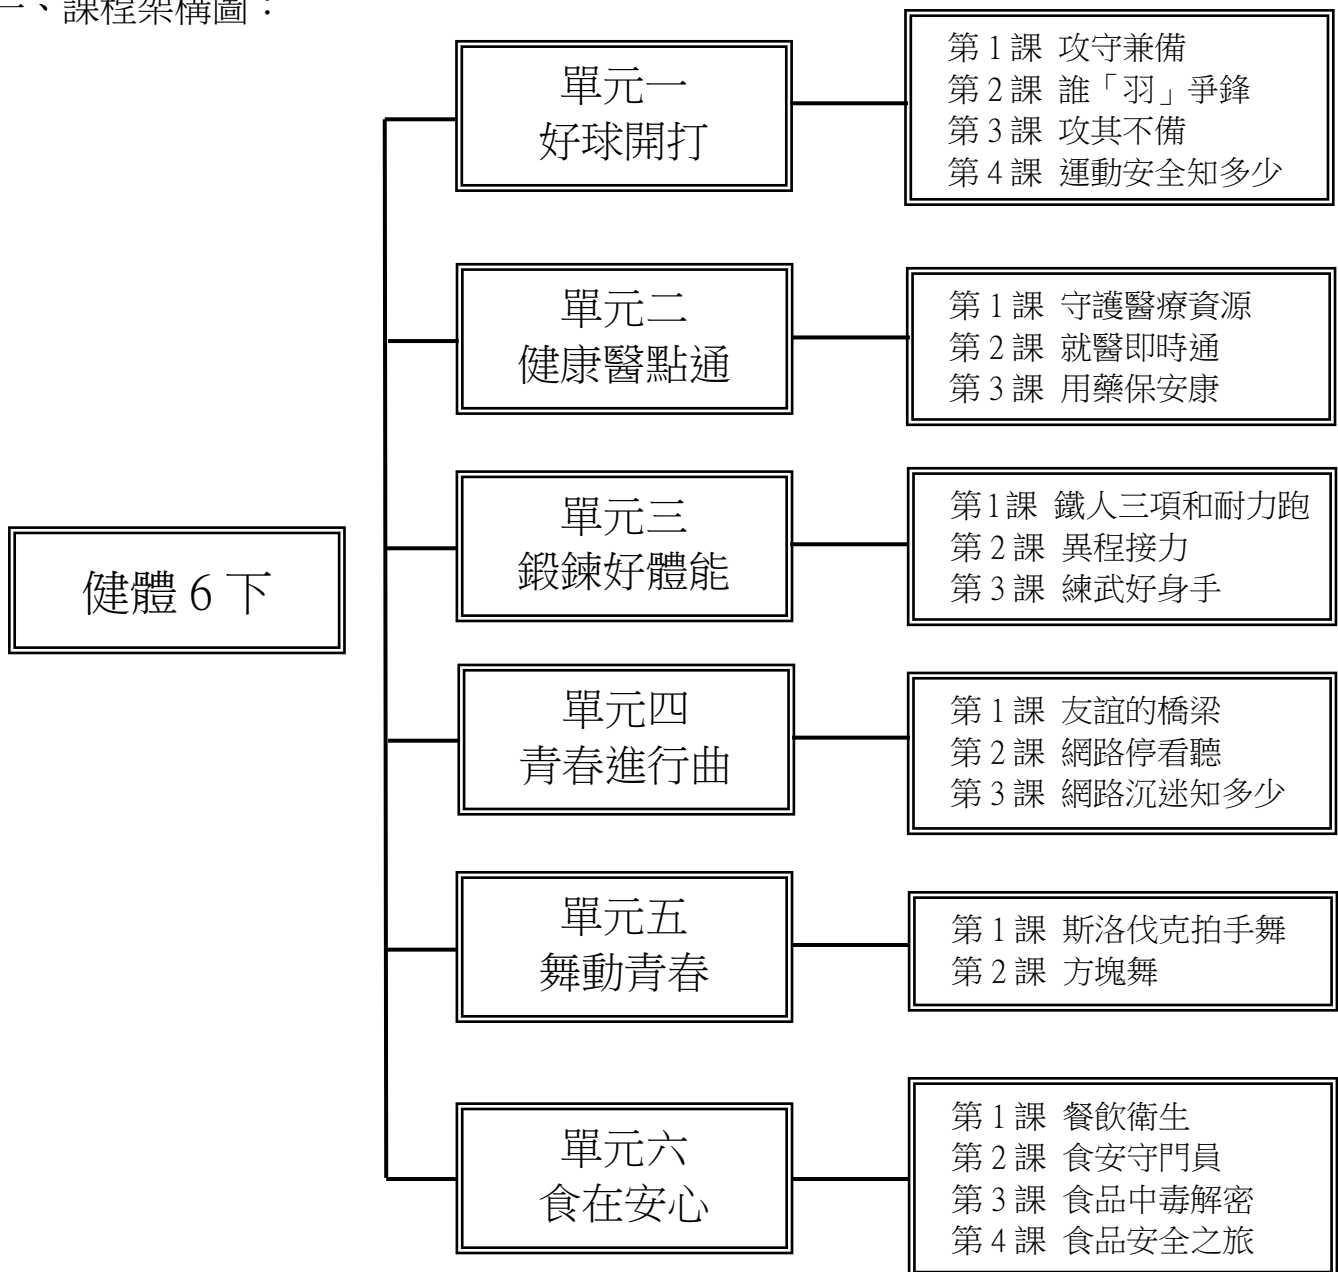 一、課程架構圖：
健體 6 下
單元一
好球開打
第 1 課 攻守兼備
第 2 課 誰「羽」爭鋒
第 3 課 攻其不備
第 4 課 運動安全知多少
單元二
健康醫點通
第 1 課 守護醫療資源
第 2 課 就醫即時通
第 3 課 用藥保安康
單元三
鍛鍊好體能
第 1 課 鐵人三項和耐力跑
第 2 課 異程接力
第 3 課 練武好身手
單元四
青春進行曲
第 1 課 友誼的橋梁
第 2 課 網路停看聽
第 3 課 網路沉迷知多少
單元五
舞動青春
第 1 課 斯洛伐克拍手舞
第 2 課 方塊舞
單元六
食在安心
第 1 課 餐飲衛生
第 2 課 食安守門員
第 3 課 食品中毒解密
第 4 課 食品安全之旅